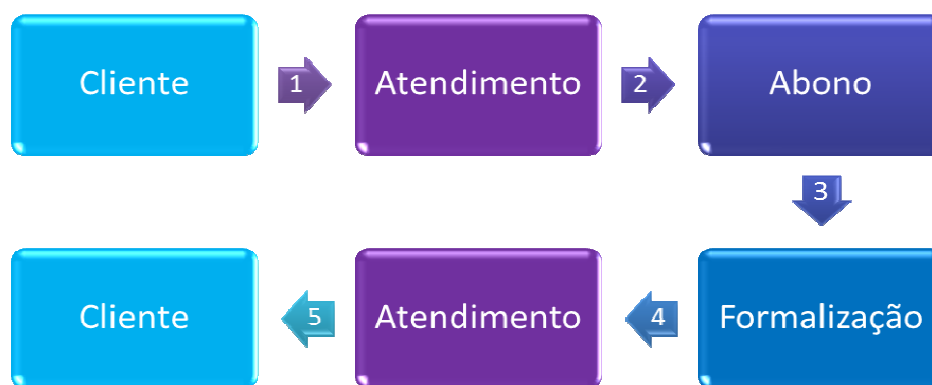 Cliente
1
Atendimento
2
Abono
3
Cliente
5
Atendimento
4
Formalização